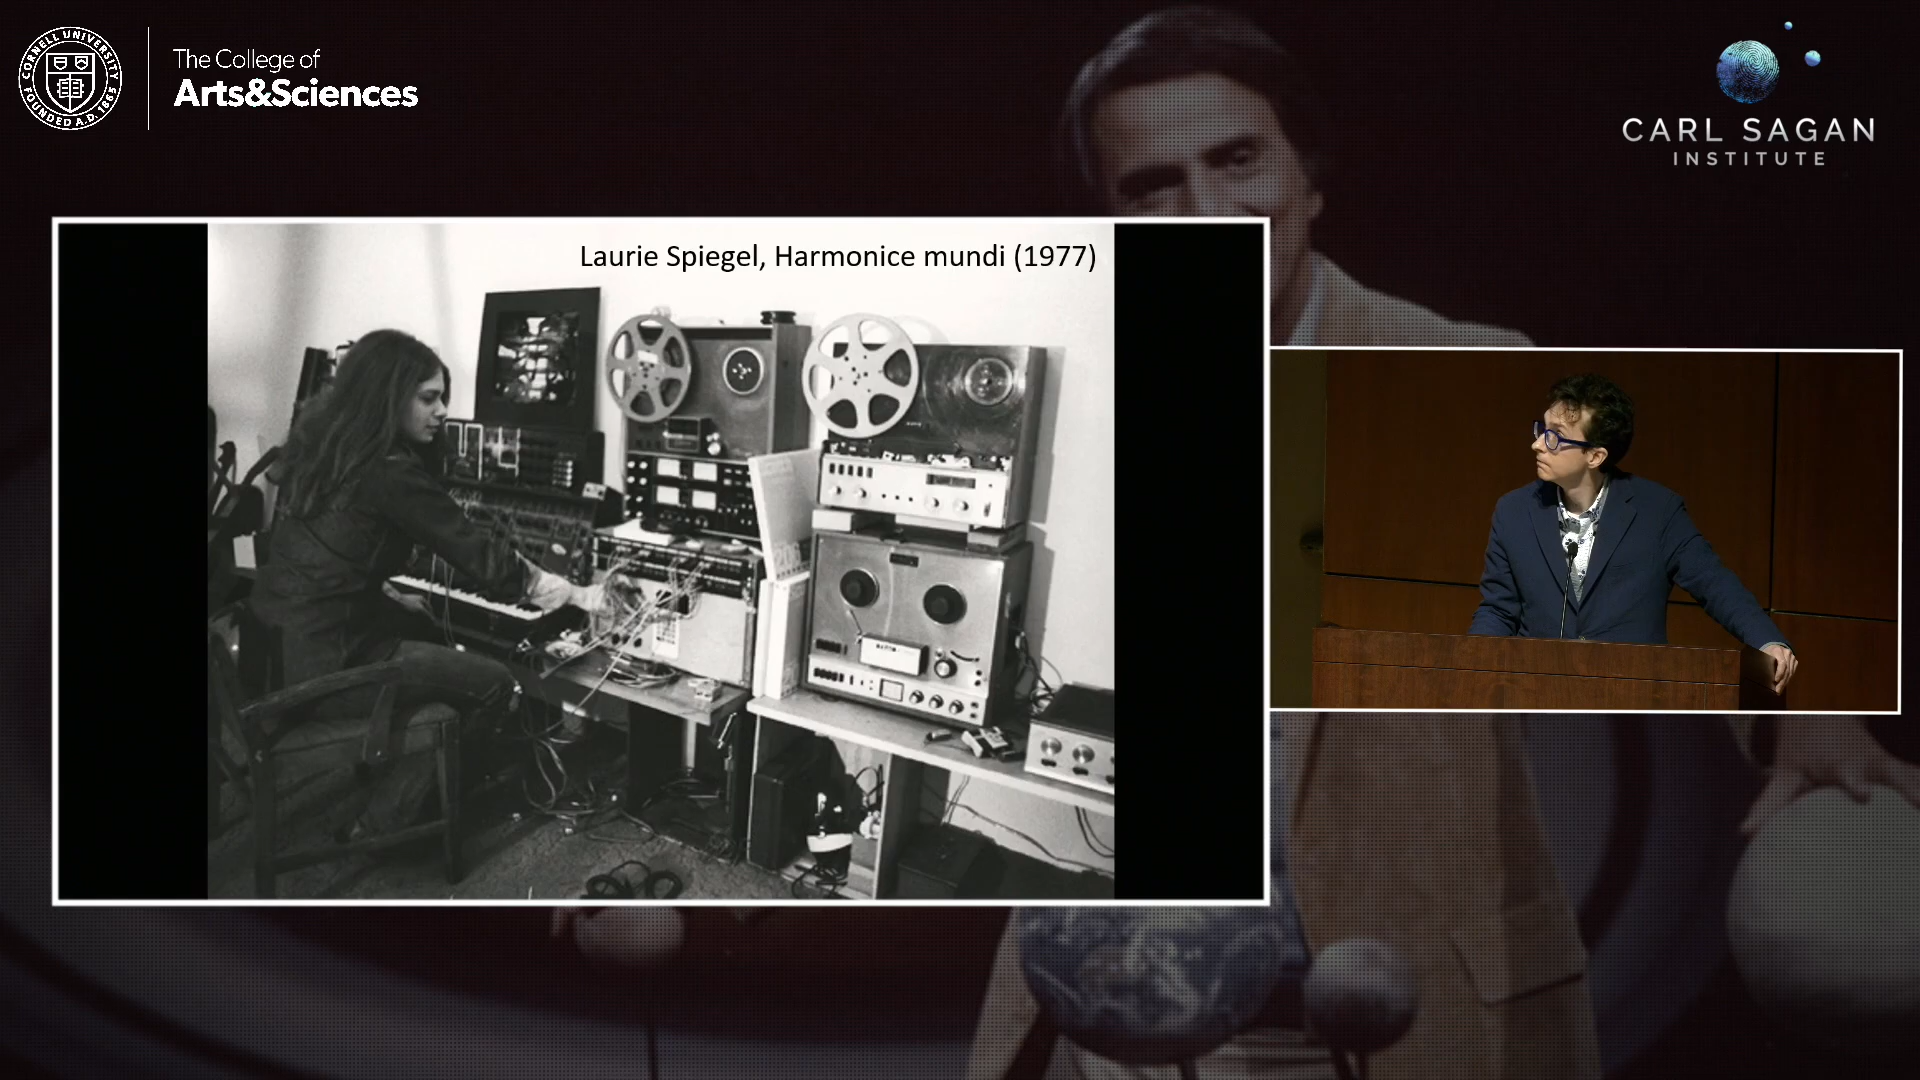 CORNELL UNIVERSITY
FOUNDED A.D. 1865
The College of
Arts&Sciences
CARL SAGAN
INSTITUTE
Laurie Spiegel, Harmonice mundi (1977)